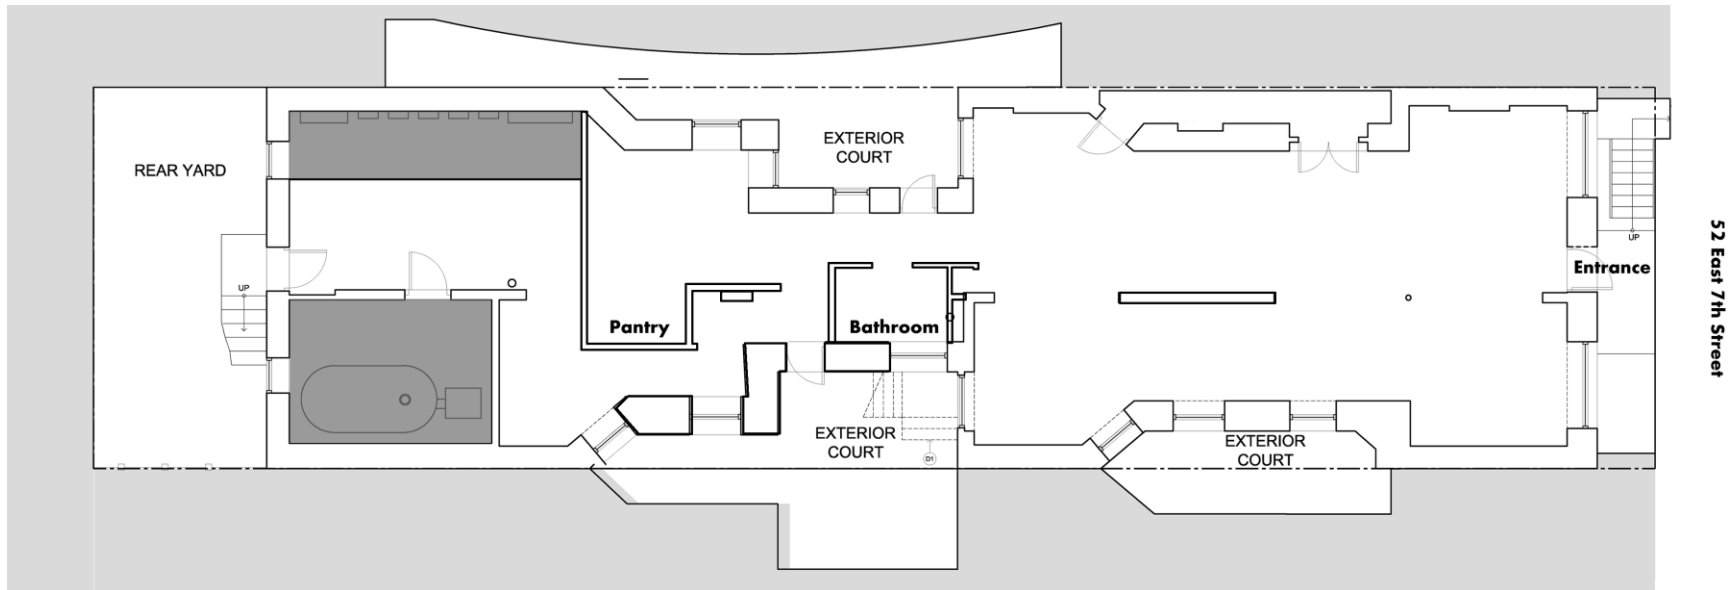 REAR YARD
UP
EXTERIOR
COURT
Pantry
Bathroom
EXTERIOR
COURT
D1
EXTERIOR
COURT
UP
Entrance
52 East 7th Street